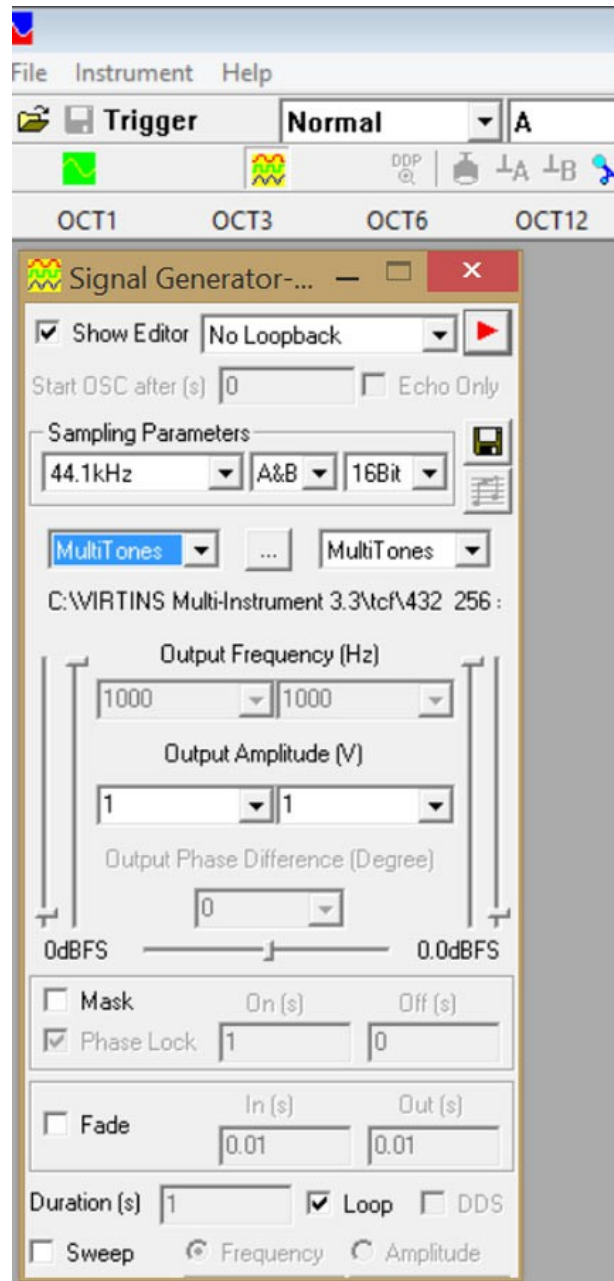 File Instrument Help
Trigger Normal A
DDP A B
OCT1 OCT3 OCT6 OCT12
Signal Generator-...
Show Editor No Loopback
Start OSC after (s) 0 Echo Only
Sampling Parameters
44.1kHz A&B 16Bit
MultiTones ... MultiTones
C:\VIRTINS Multi-Instrument 3.3\tcf\432 256 :
Output Frequency (Hz)
1000 1000
Output Amplitude (V)
1 1
Output Phase Difference (Degree)
0
0dBFS 0.0dBFS
Mask On (s) Off (s)
Phase Lock 1 0
In (s) Out (s)
Fade 0.01 0.01
Duration (s) 1 Loop DDS
Sweep Frequency Amplitude